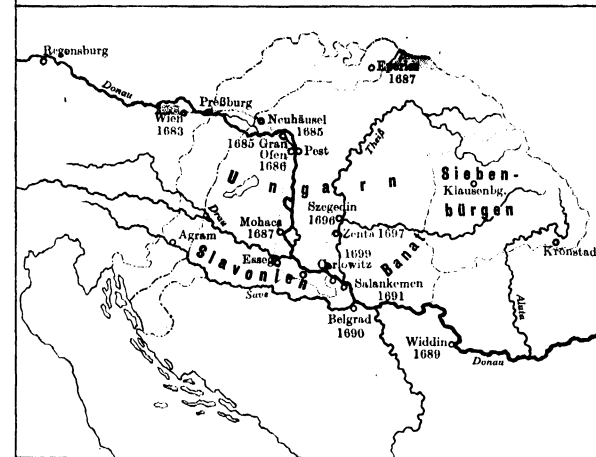 Regensburg
Donau
Wien
1683
Preßburg
Neuhäusel
1685
1685 Gran
Ofen
1686
Pest
Eperies
1687
Theiß
Ungarn
Sieben-
Klausenbg.
bürgen
Kronstad
Szegedin
1696
Zenta 1697
Mohacs
1687
Drau
Agram
Slavonien
Esseg
1699
Carlowitz
Banat
Salankemen
1691
Save
Belgrad
1690
Widdin
1689
Donau
Aluta